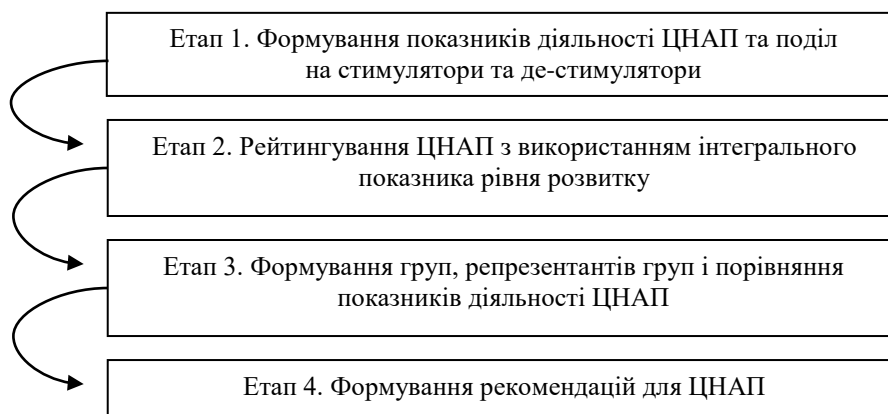 Етап 1. Формування показників діяльності ЦНАП та поділ
на стимулятори та де-стимулятори
Етап 2. Рейтингування ЦНАП з використанням інтегрального
показника рівня розвитку
Етап 3. Формування груп, репрезентантів груп і порівняння
показників діяльності ЦНАП
Етап 4. Формування рекомендацій для ЦНАП